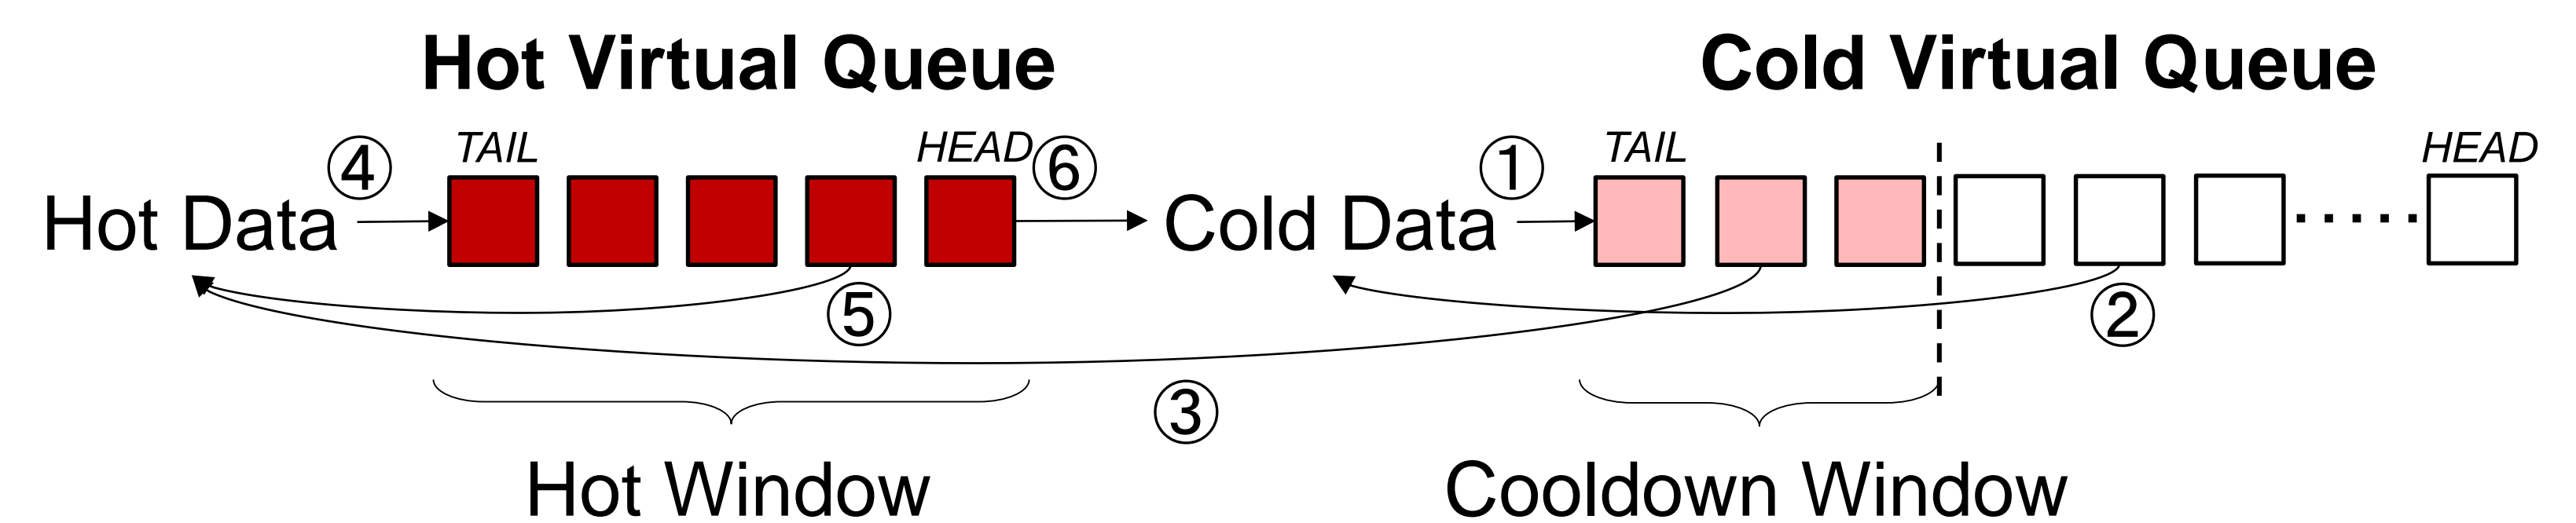 Hot Virtual Queue
Cold Virtual Queue
④ TAIL HEAD ⑥ ① TAIL HEAD
Hot Data Cold Data ·····
⑤ ②
③
Hot Window Cooldown Window